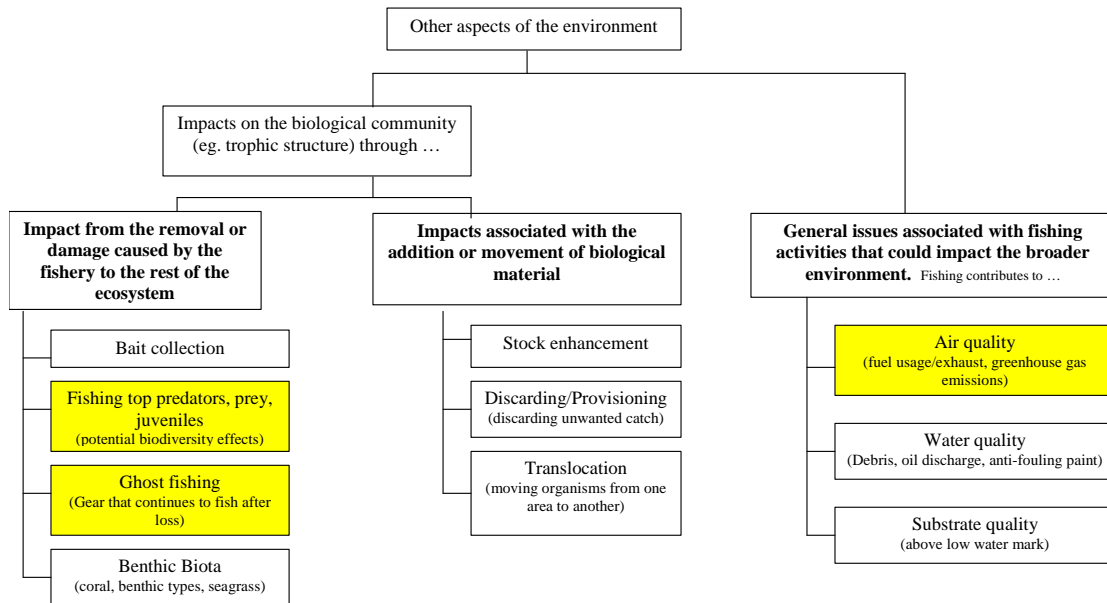 Other aspects of the environment
Impacts on the biological community
(eg. trophic structure) through …
Impact from the removal or
damage caused by the
fishery to the rest of the
ecosystem
Bait collection
Fishing top predators, prey,
juveniles
(potential biodiversity effects)
Ghost fishing
(Gear that continues to fish after
loss)
Benthic Biota
(coral, benthic types, seagrass)
Impacts associated with the
addition or movement of biological
material
Stock enhancement
Discarding/Provisioning
(discarding unwanted catch)
Translocation
(moving organisms from one
area to another)
General issues associated with fishing
activities that could impact the broader
environment. Fishing contributes to …
Air quality
(fuel usage/exhaust, greenhouse gas
emissions)
Water quality
(Debris, oil discharge, anti-fouling paint)
Substrate quality
(above low water mark)